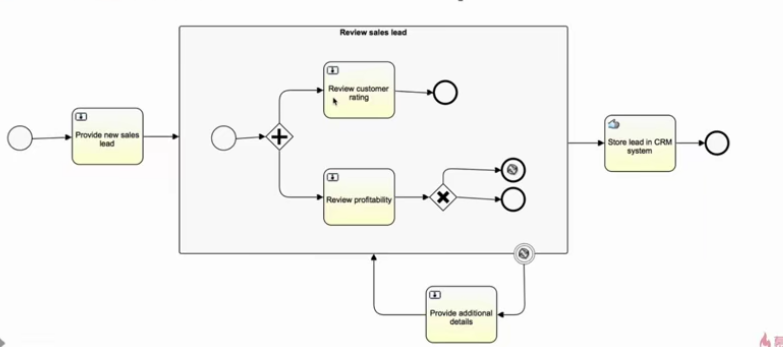 Review sales lead
Review customer
rating
Provide new sales
lead
Store lead in CRM
system
Review profitability
Provide additional
details